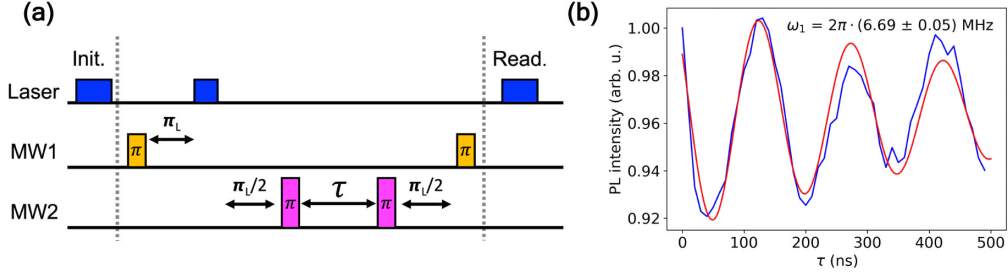 (a)
Init.
Read.
Laser
π_L
MW1
π
π
π_L/2
τ
π_L/2
MW2
π
π
(b)
ω₁ = 2π·(6.69 ± 0.05) MHz
PL intensity (arb. u.)
1.00
0.98
0.96
0.94
0.92
0
100
200
300
400
500
τ (ns)